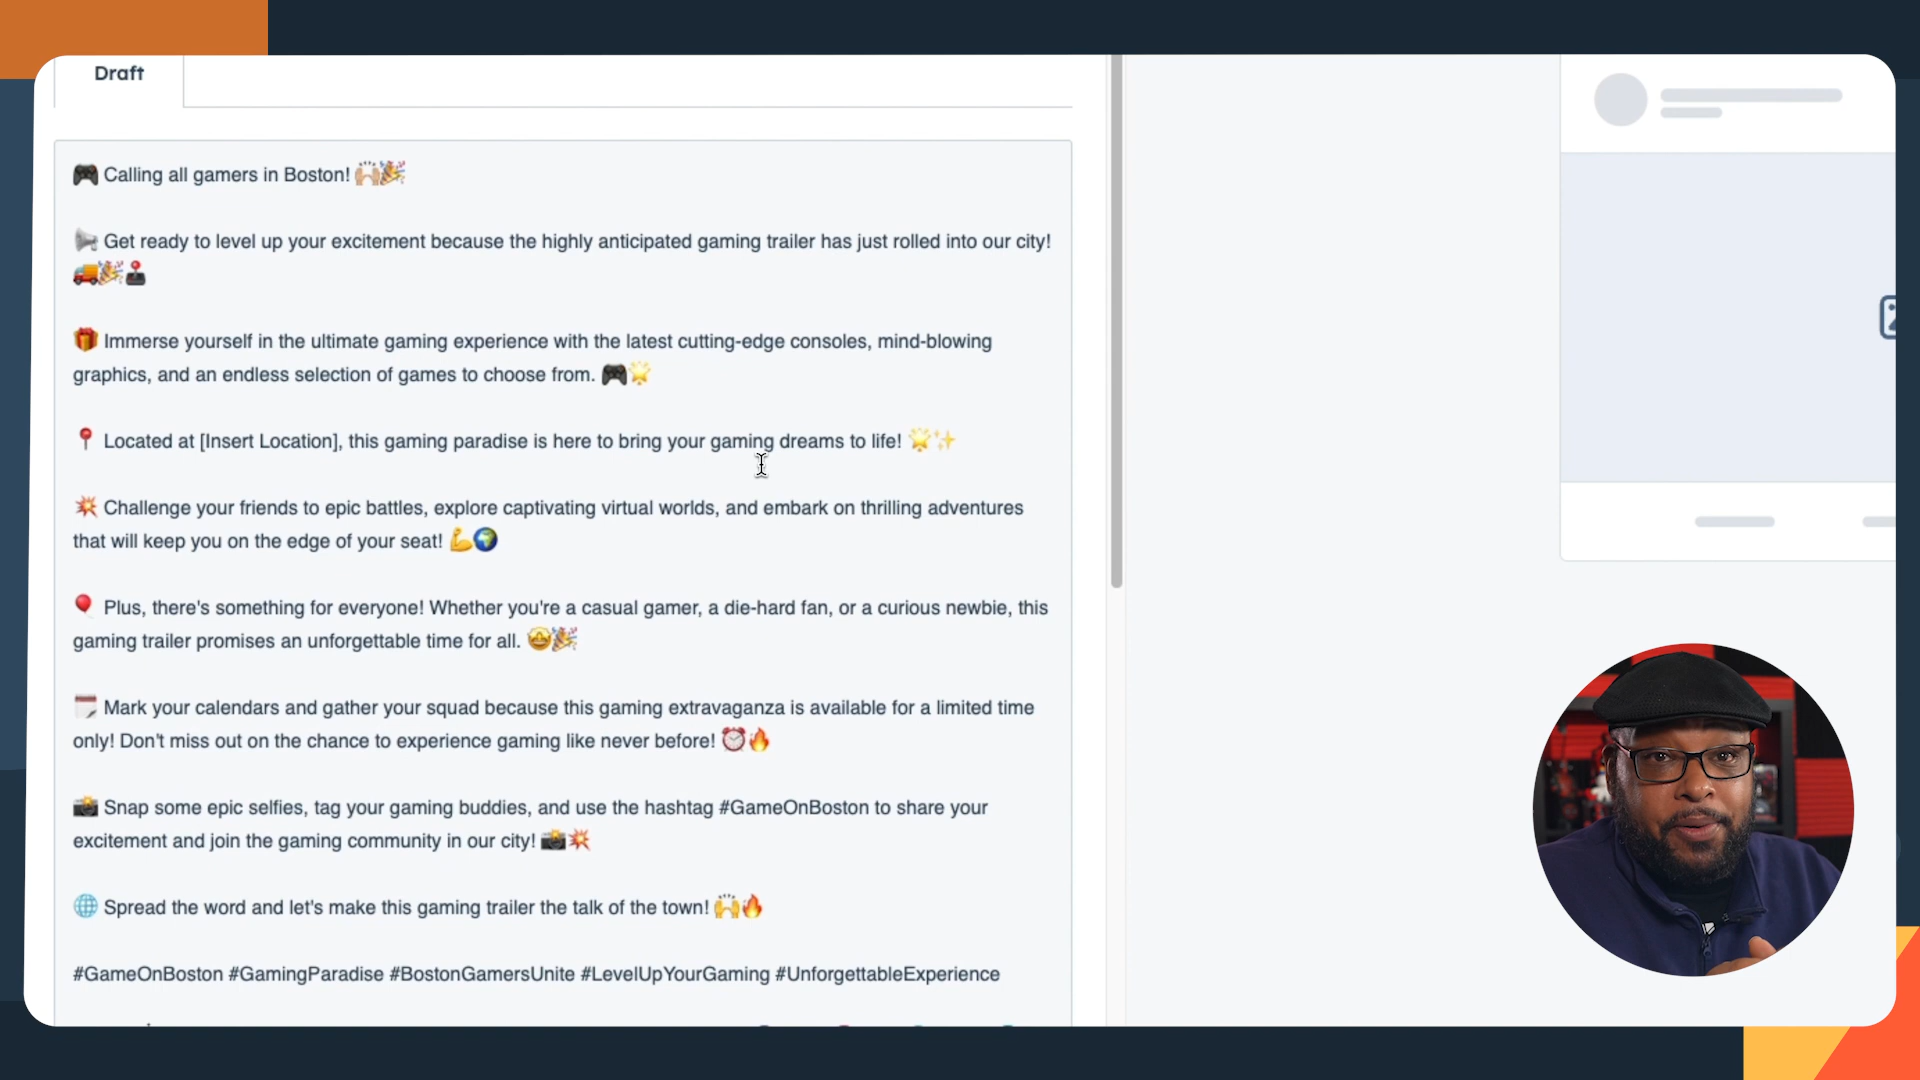 Draft
🎮 Calling all gamers in Boston! 🙌🏼🎉
📢 Get ready to level up your excitement because the highly anticipated gaming trailer has just rolled into our city!
🚚🎉🕹️
🎁 Immerse yourself in the ultimate gaming experience with the latest cutting-edge consoles, mind-blowing
graphics, and an endless selection of games to choose from. 🎮🌟
📍 Located at [Insert Location], this gaming paradise is here to bring your gaming dreams to life! 🌟✨
💥 Challenge your friends to epic battles, explore captivating virtual worlds, and embark on thrilling adventures
that will keep you on the edge of your seat! 💪🌍
🎈 Plus, there's something for everyone! Whether you're a casual gamer, a die-hard fan, or a curious newbie, this
gaming trailer promises an unforgettable time for all. 🤩🎉
🗓️ Mark your calendars and gather your squad because this gaming extravaganza is available for a limited time
only! Don't miss out on the chance to experience gaming like never before! ⏰🔥
📸 Snap some epic selfies, tag your gaming buddies, and use the hashtag #GameOnBoston to share your
excitement and join the gaming community in our city! 📸💥
🌐 Spread the word and let's make this gaming trailer the talk of the town! 🙌🔥
#GameOnBoston #GamingParadise #BostonGamersUnite #LevelUpYourGaming #UnforgettableExperience